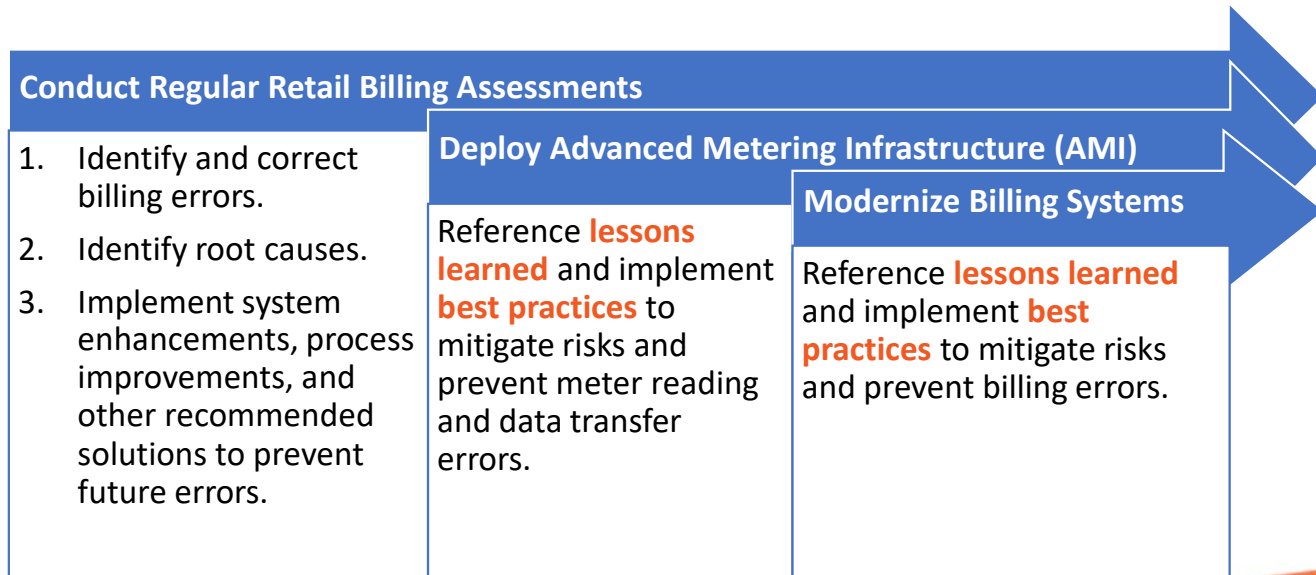 Conduct Regular Retail Billing Assessments
1. Identify and correct
billing errors.
2. Identify root causes.
3. Implement system
enhancements, process
improvements, and
other recommended
solutions to prevent
future errors.
Deploy Advanced Metering Infrastructure (AMI)
Reference lessons
learned and implement
best practices to
mitigate risks and
prevent meter reading
and data transfer
errors.
Modernize Billing Systems
Reference lessons learned
and implement best
practices to mitigate risks
and prevent billing errors.